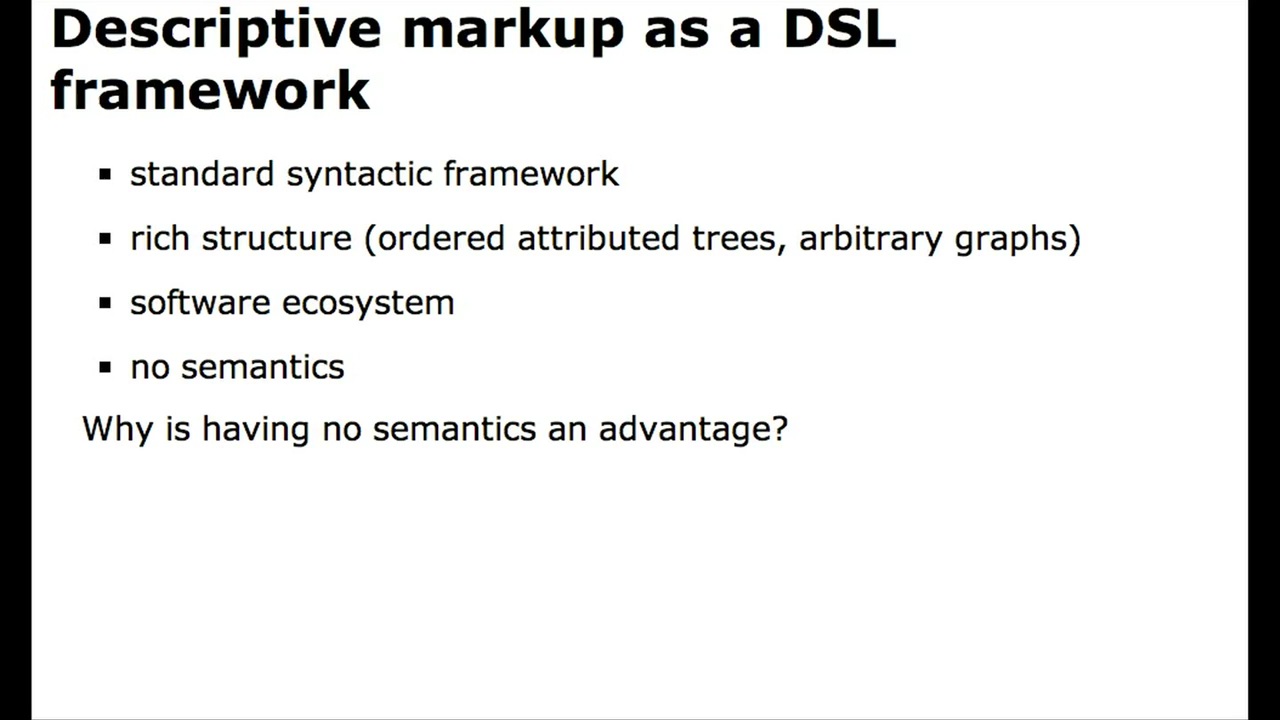 Descriptive markup as a DSL
framework
▪ standard syntactic framework
▪ rich structure (ordered attributed trees, arbitrary graphs)
▪ software ecosystem
▪ no semantics
Why is having no semantics an advantage?